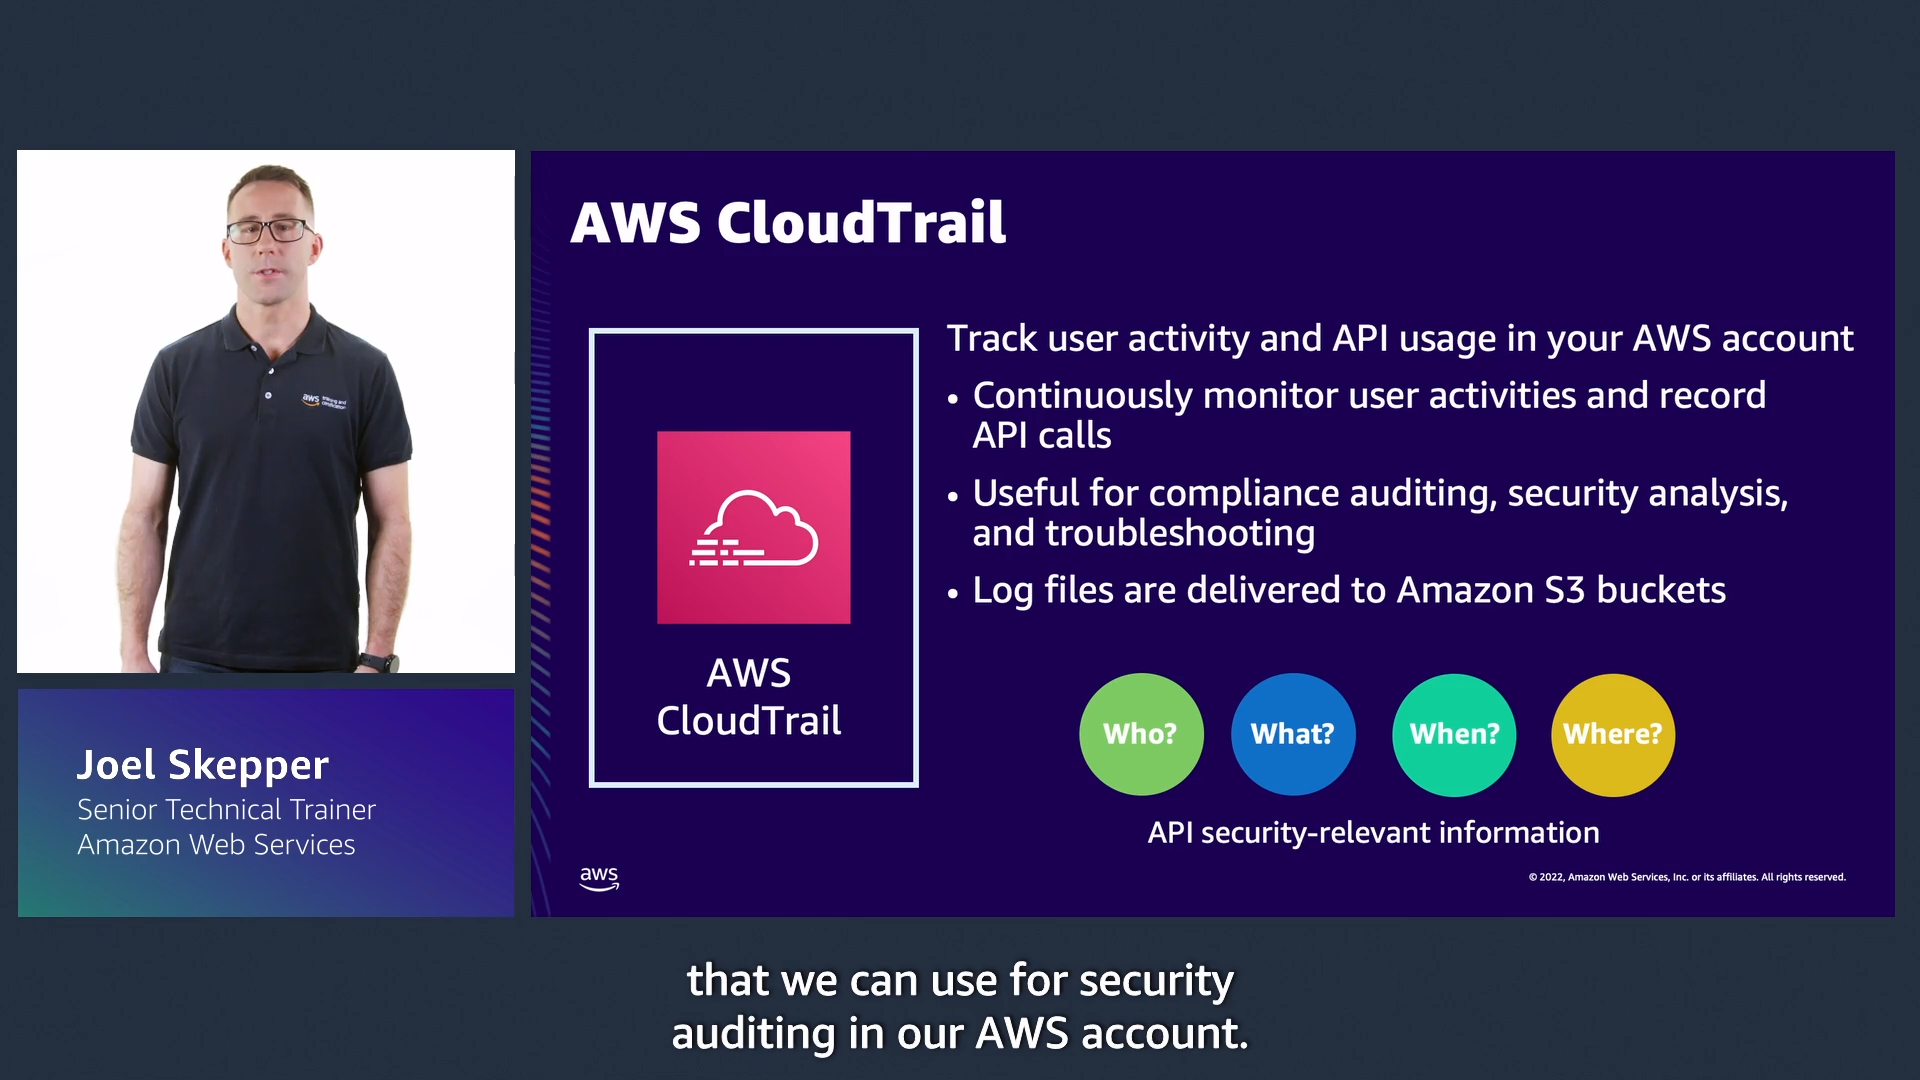 AWS CloudTrail
aws training and
certification
Track user activity and API usage in your AWS account
• Continuously monitor user activities and record
API calls
• Useful for compliance auditing, security analysis,
and troubleshooting
• Log files are delivered to Amazon S3 buckets
AWS
CloudTrail
Who? What? When? Where?
API security-relevant information
aws
© 2022, Amazon Web Services, Inc. or its affiliates. All rights reserved.
Joel Skepper
Senior Technical Trainer
Amazon Web Services
that we can use for security
auditing in our AWS account.